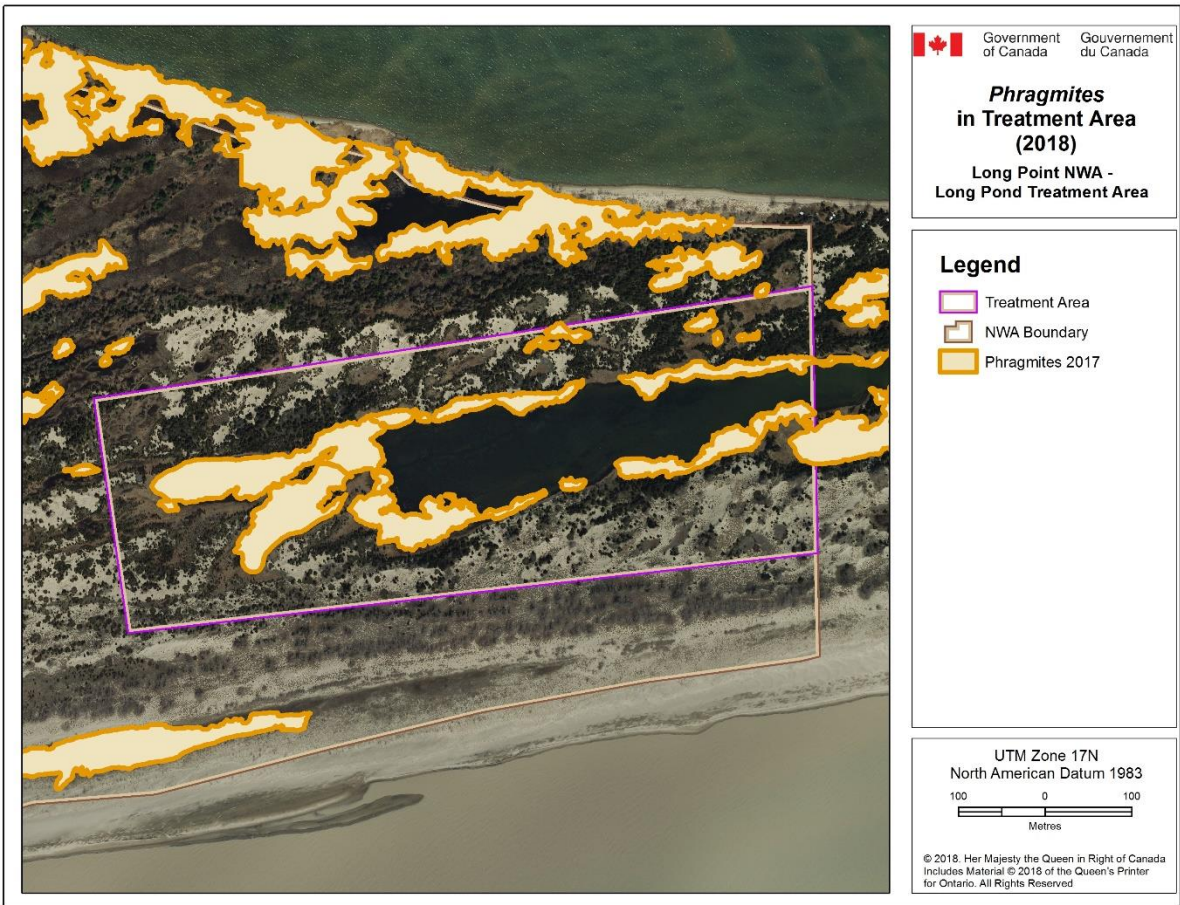 Government
of Canada
Gouvernement
du Canada
Phragmites
in Treatment Area
(2018)
Long Point NWA -
Long Pond Treatment Area
Legend
Treatment Area
NWA Boundary
Phragmites 2017
UTM Zone 17N
North American Datum 1983
100 0 100
Metres
© 2018. Her Majesty the Queen in Right of Canada
Includes Material © 2018 of the Queen's Printer
for Ontario. All Rights Reserved